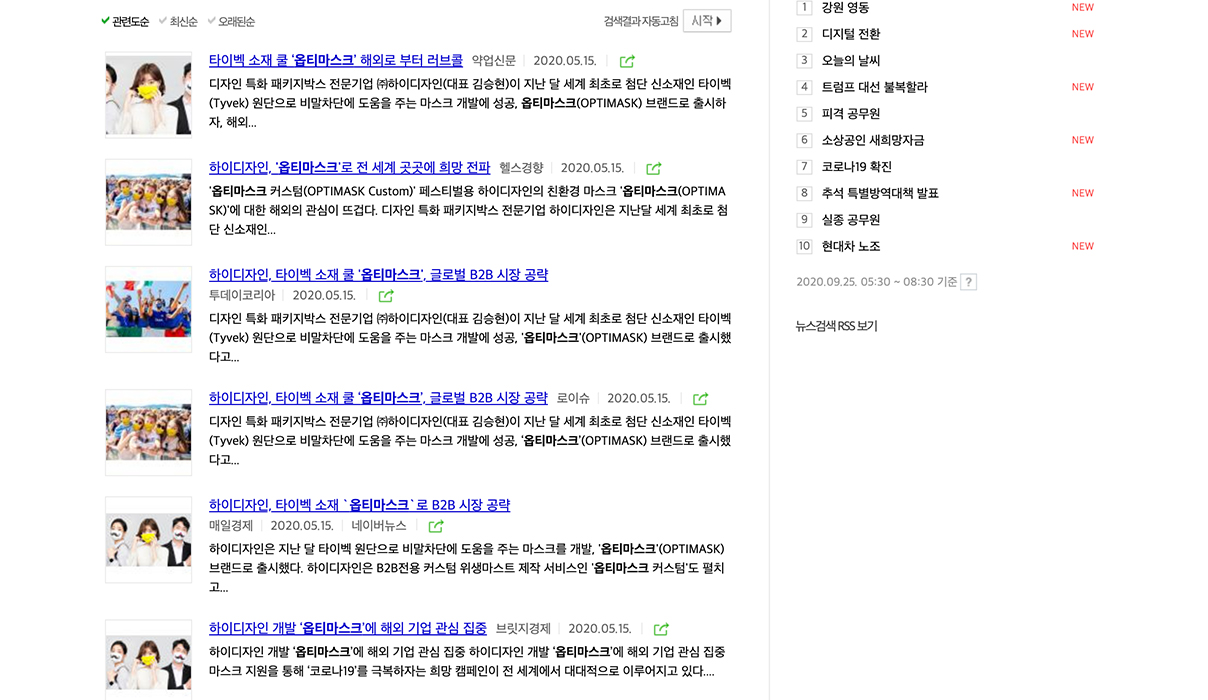 관련도순 최신순 오래된순 검색결과 자동고침 시작
타이벡 소재 쿨 '옵티마스크' 해외로 부터 러브콜 약업신문 2020.05.15.
디자인 특화 패키지박스 전문기업 ㈜하이디자인(대표 김승현)이 지난 달 세계 최초로 첨단 신소재인 타이벡
(Tyvek) 원단으로 비말차단에 도움을 주는 마스크 개발에 성공, 옵티마스크(OPTIMASK) 브랜드로 출시하
자, 해외...
하이디자인, '옵티마스크'로 전 세계 곳곳에 희망 전파 헬스경향 2020.05.15.
'옵티마스크 커스텀(OPTIMASK Custom)' 페스티벌용 하이디자인의 친환경 마스크 '옵티마스크(OPTIMA
SK)'에 대한 해외의 관심이 뜨겁다. 디자인 특화 패키지박스 전문기업 하이디자인은 지난달 세계 최초로 첨
단 신소재인...
하이디자인, 타이벡 소재 쿨 '옵티마스크', 글로벌 B2B 시장 공략
투데이코리아 2020.05.15.
디자인 특화 패키지박스 전문기업 ㈜하이디자인(대표 김승현)이 지난 달 세계 최초로 첨단 신소재인 타이벡
(Tyvek) 원단으로 비말차단에 도움을 주는 마스크 개발에 성공, '옵티마스크'(OPTIMASK) 브랜드로 출시했
다고...
하이디자인, 타이벡 소재 쿨 '옵티마스크', 글로벌 B2B 시장 공략 로이슈 2020.05.15.
디자인 특화 패키지박스 전문기업 ㈜하이디자인(대표 김승현)이 지난 달 세계 최초로 첨단 신소재인 타이벡
(Tyvek) 원단으로 비말차단에 도움을 주는 마스크 개발에 성공, '옵티마스크'(OPTIMASK) 브랜드로 출시했
다고...
하이디자인, 타이벡 소재 `옵티마스크`로 B2B 시장 공략
매일경제 2020.05.15. 네이버뉴스
하이디자인은 지난 달 타이벡 원단으로 비말차단에 도움을 주는 마스크를 개발, '옵티마스크'(OPTIMASK)
브랜드로 출시했다. 하이디자인은 B2B전용 커스텀 위생마스트 제작 서비스인 '옵티마스크 커스텀'도 펼치
고...
하이디자인 개발 '옵티마스크'에 해외 기업 관심 집중 브릿지경제 2020.05.15.
하이디자인 개발 '옵티마스크'에 해외 기업 관심 집중 하이디자인 개발 '옵티마스크'에 해외 기업 관심 집중
마스크 지원을 통해 '코로나19'를 극복하자는 희망 캠페인이 전 세계에서 대대적으로 이루어지고 있다....
1 강원 영동 NEW
2 디지털 전환 NEW
3 오늘의 날씨
4 트럼프 대선 불복할라 NEW
5 피격 공무원
6 소상공인 새희망자금 NEW
7 코로나19 확진
8 추석 특별방역대책 발표 NEW
9 실종 공무원
10 현대차 노조 NEW
2020.09.25. 05:30 ~ 08:30 기준 ?
뉴스검색 RSS 보기